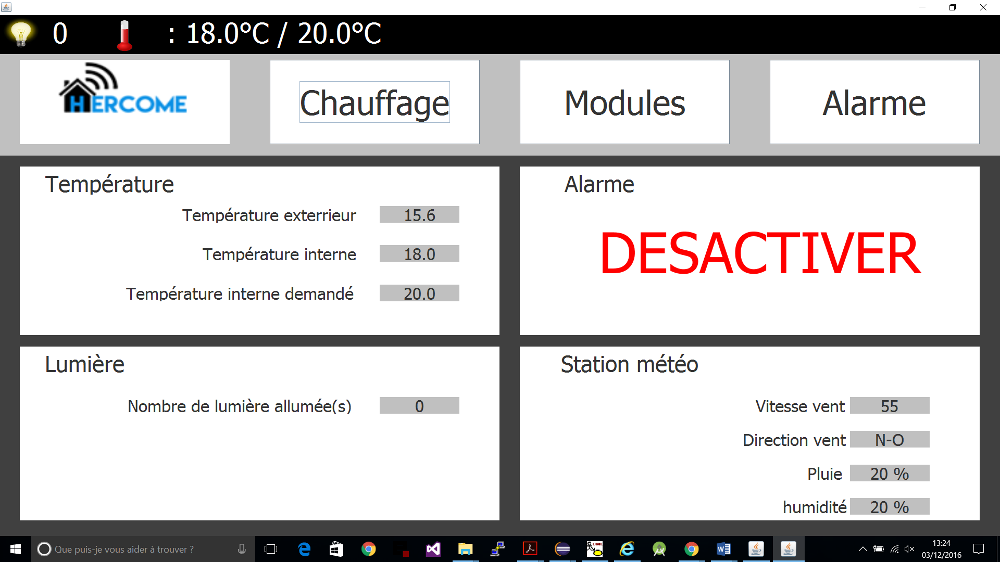 0 : 18.0°C / 20.0°C
HERCOME
Chauffage
Modules
Alarme
Température
Température exterrieur 15.6
Température interne 18.0
Température interne demandé 20.0
Alarme
DESACTIVER
Lumière
Nombre de lumière allumée(s) 0
Station météo
Vitesse vent 55
Direction vent N-O
Pluie 20 %
humidité 20 %
Que puis-je vous aider à trouver ?
UML
13:24
03/12/2016